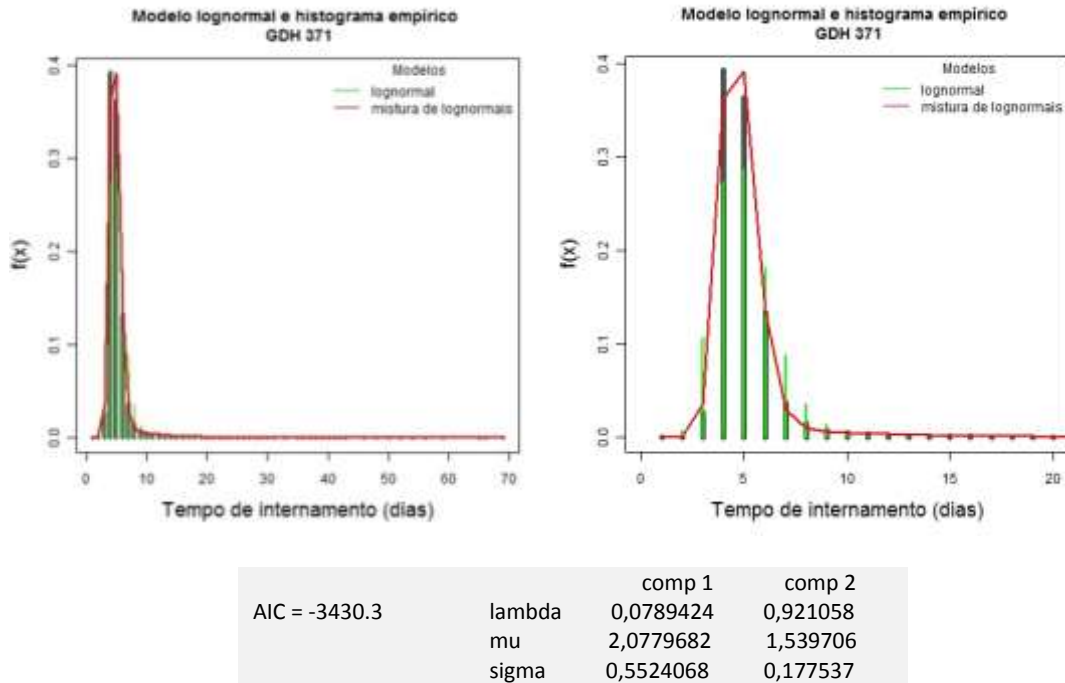 Modelo lognormal e histograma empírico
GDH 371
Modelos
lognormal
mistura de lognormais
f(x)
0.4
0.3
0.2
0.1
0.0
0 10 20 30 40 50 60 70
Tempo de internamento (dias)
Modelo lognormal e histograma empírico
GDH 371
Modelos
lognormal
mistura de lognormais
f(x)
0.4
0.3
0.2
0.1
0.0
0 5 10 15 20
Tempo de internamento (dias)
comp 1 comp 2
AIC = -3430.3 lambda 0,0789424 0,921058
mu 2,0779682 1,539706
sigma 0,5524068 0,177537